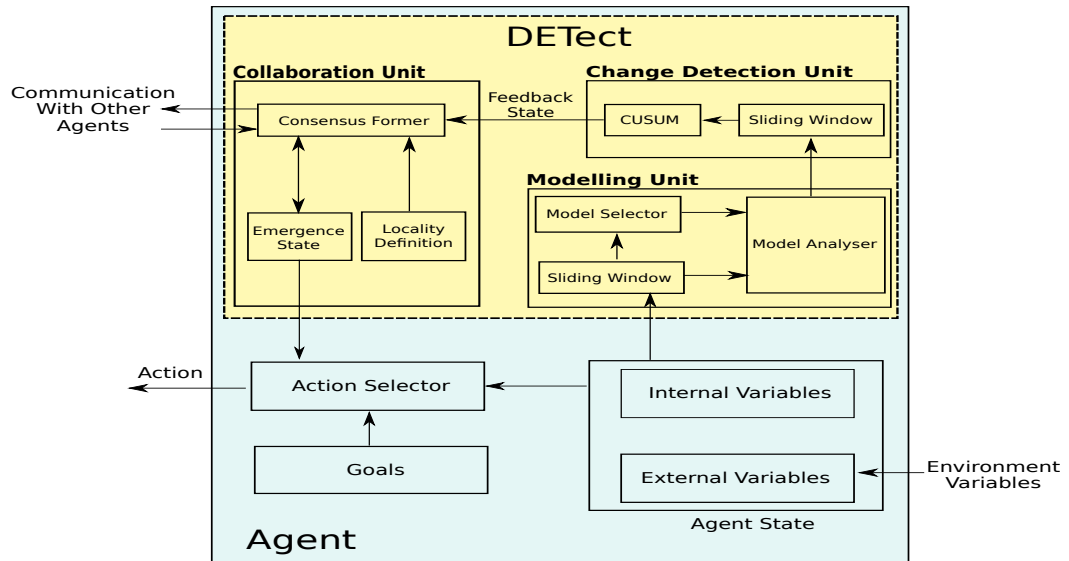 DETect
Collaboration Unit
Change Detection Unit
Communication
With Other
Agents
Consensus Former
Feedback
State
CUSUM
Sliding Window
Modelling Unit
Emergence
State
Locality
Definition
Model Selector
Model Analyser
Sliding Window
Action
Action Selector
Internal Variables
Goals
External Variables
Environment
Variables
Agent State
Agent